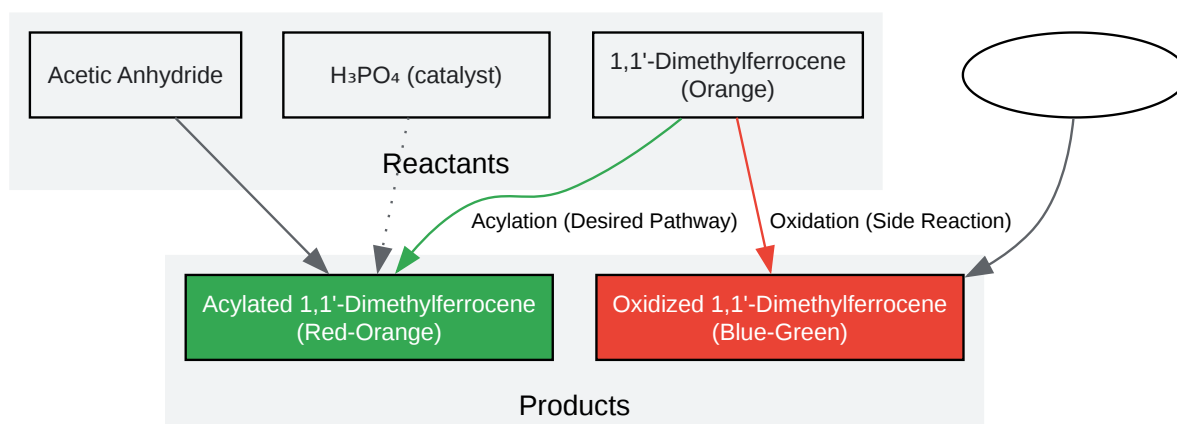 Acetic Anhydride
H₃PO₄ (catalyst)
1,1'-Dimethylferrocene
(Orange)
Reactants
Acylation (Desired Pathway)
Oxidation (Side Reaction)
Acylated 1,1'-Dimethylferrocene
(Red-Orange)
Oxidized 1,1'-Dimethylferrocene
(Blue-Green)
Products